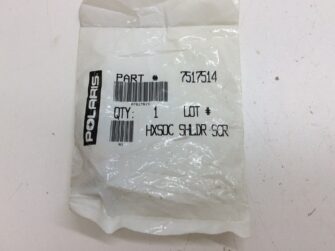 POLARIS
PART # 7517514
QTY: 1 LOT #
HXSOC SHLDR SCR